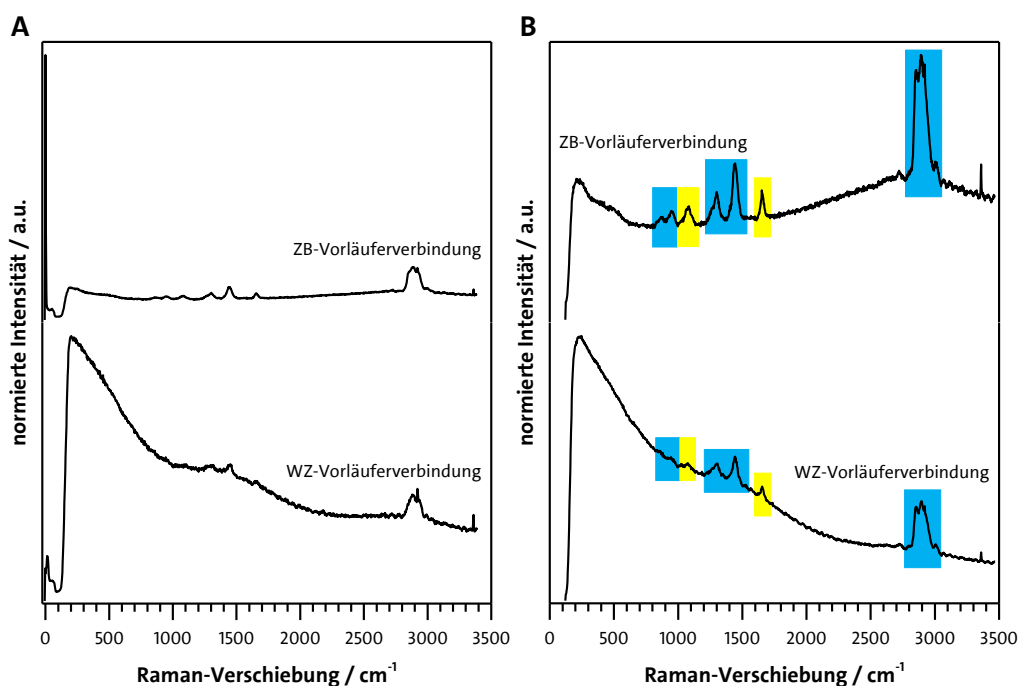 A
normierte Intensität / a.u.
ZB-Vorläuferverbindung
WZ-Vorläuferverbindung
0 500 1000 1500 2000 2500 3000 3500
Raman-Verschiebung / cm⁻¹
B
normierte Intensität / a.u.
ZB-Vorläuferverbindung
WZ-Vorläuferverbindung
0 500 1000 1500 2000 2500 3000 3500
Raman-Verschiebung / cm⁻¹